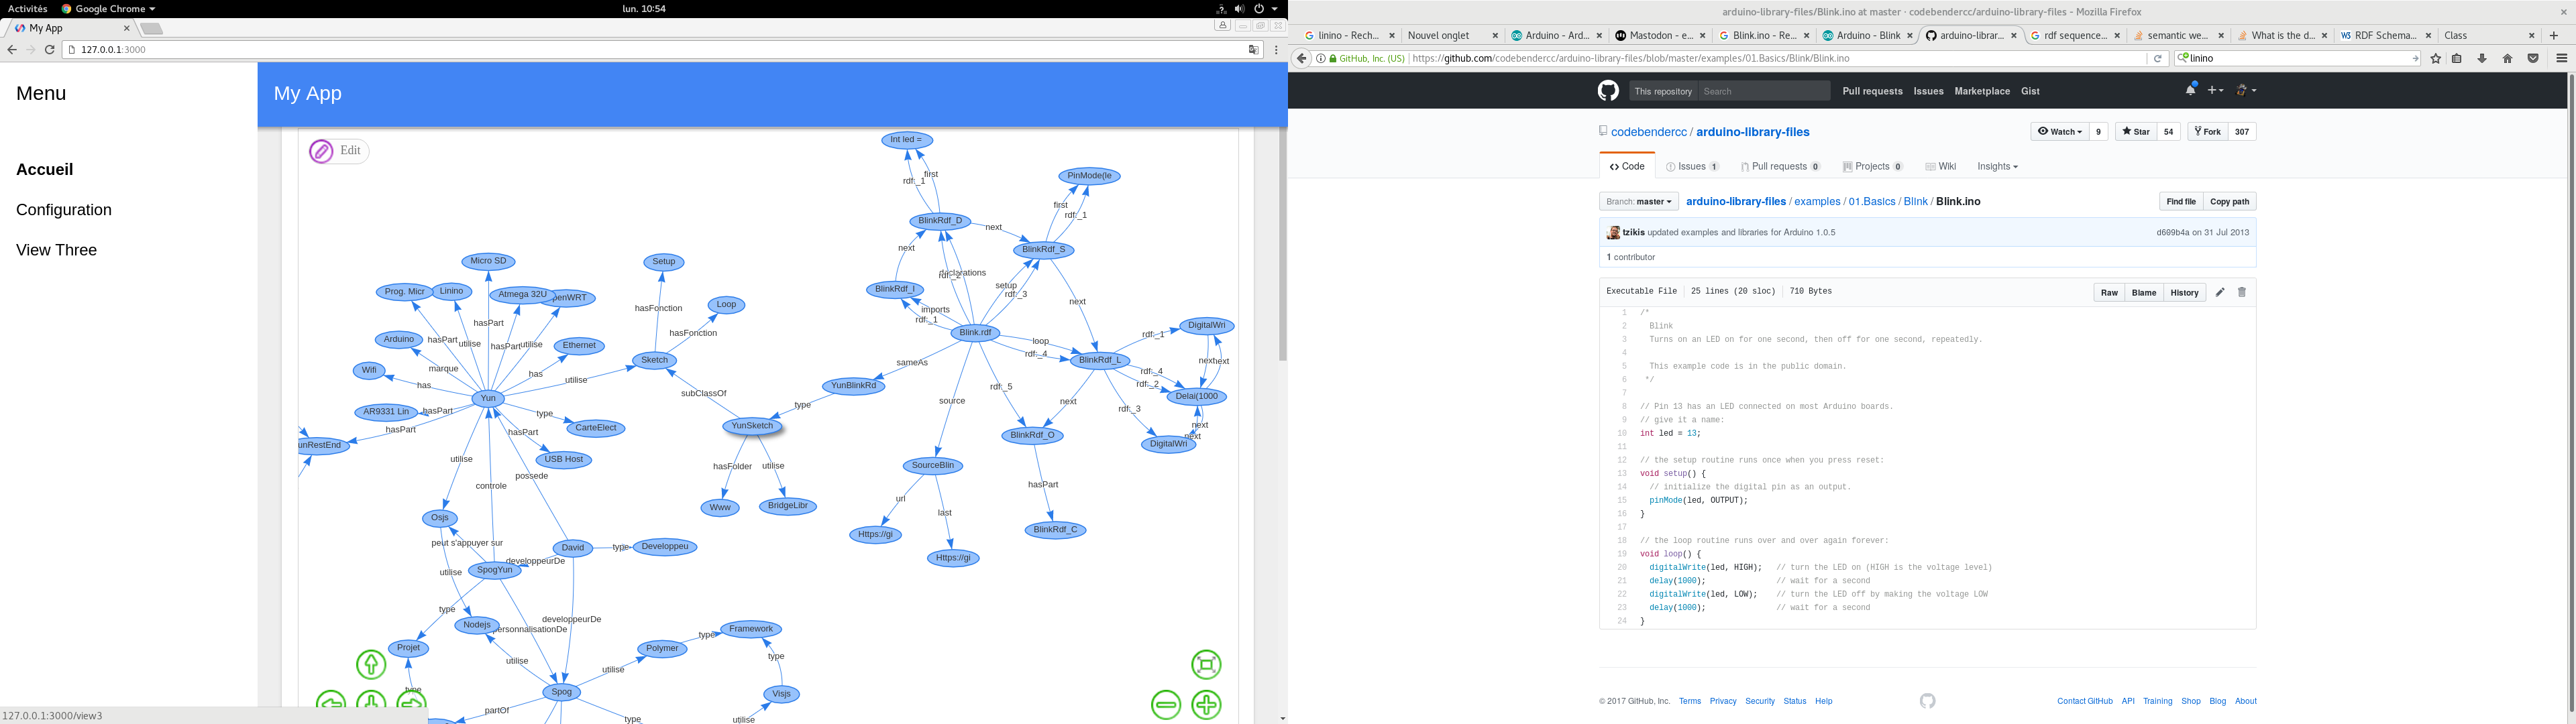 Activités
Google Chrome
lun. 10:54
My App
127.0.0.1:3000
Menu
My App
Accueil
Configuration
View Three
Edit
Int led =
first
rdf:_1
PinMode(le
first
rdf:_1
BlinkRdf_D
next
BlinkRdf_S
next
declarations
rdf:_2
setup
rdf:_3
next
BlinkRdf_I
imports
rdf:_1
Blink.rdf
loop
rdf:_4
BlinkRdf_L
rdf:_1
DigitalWri
next
next
rdf:_4
rdf:_2
Delai(1000
rdf:_3
next
next
DigitalWri
next
rdf:_5
BlinkRdf_O
hasPart
BlinkRdf_C
sameAs
source
YunBlinkRd
type
SourceBlin
url
last
Https://gi
Https://gi
Micro SD
Setup
Prog. Micr
Linino
Atmega 32U
penWRT
hasFonction
Loop
hasFonction
Sketch
hasPart
utilise
hasPart
hasPart
utilise
Arduino
Ethernet
marque
has
utilise
Wifi
has
Yun
subClassOf
AR9331 Lin
hasPart
type
CarteElect
YunSketch
hasPart
hasPart
unRestEnd
USB Host
hasFolder
utilise
utilise
possede
controle
Www
BridgeLibr
Osjs
peut s'appuyer sur
David
type
Developpeu
developpeurDe
utilise
SpogYun
type
developpeurDe
Nodejs
personnalisationDe
Framework
type
Projet
Polymer
type
utilise
utilise
type
Spog
Visjs
partOf
type
utilise
127.0.0.1:3000/view3
arduino-library-files/Blink.ino at master · codebendercc/arduino-library-files - Mozilla Firefox
linino - Rech...
Nouvel onglet
Arduino - Ard...
Mastodon - e...
Blink.ino - Re...
Arduino - Blink
arduino-librar...
rdf sequence...
semantic we...
What is the d...
RDF Schema...
Class
GitHub, Inc. (US)
https://github.com/codebendercc/arduino-library-files/blob/master/examples/01.Basics/Blink/Blink.ino
linino
This repository
Search
Pull requests
Issues
Marketplace
Gist
codebendercc / arduino-library-files
Watch 9
Star 54
Fork 307
Code
Issues 1
Pull requests 0
Projects 0
Wiki
Insights
Branch: master
arduino-library-files / examples / 01.Basics / Blink / Blink.ino
Find file
Copy path
tzikis updated examples and libraries for Arduino 1.0.5
d609b4a on 31 Jul 2013
1 contributor
Executable File
25 lines (20 sloc)
710 Bytes
Raw
Blame
History
1 /*
2 Blink
3 Turns on an LED on for one second, then off for one second, repeatedly.
4
5 This example code is in the public domain.
6 */
7
8 // Pin 13 has an LED connected on most Arduino boards.
9 // give it a name:
10 int led = 13;
11
12 // the setup routine runs once when you press reset:
13 void setup() {
14 // initialize the digital pin as an output.
15 pinMode(led, OUTPUT);
16 }
17
18 // the loop routine runs over and over again forever:
19 void loop() {
20 digitalWrite(led, HIGH); // turn the LED on (HIGH is the voltage level)
21 delay(1000); // wait for a second
22 digitalWrite(led, LOW); // turn the LED off by making the voltage LOW
23 delay(1000); // wait for a second
24 }
© 2017 GitHub, Inc.
Terms
Privacy
Security
Status
Help
Contact GitHub
API
Training
Shop
Blog
About